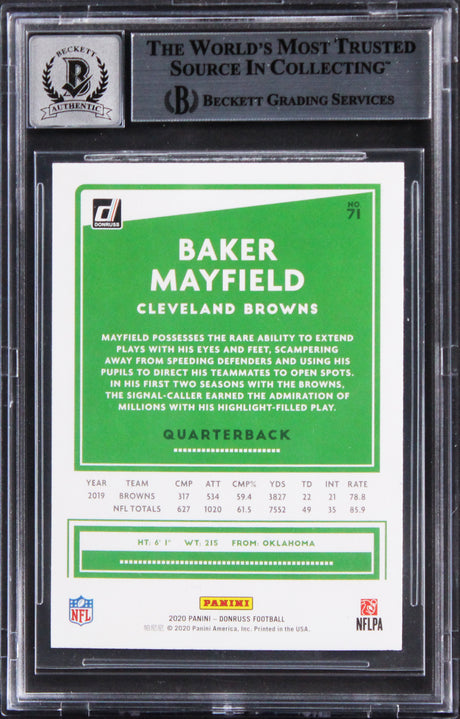 BECKETT
B
AUTHENTIC
THE WORLD'S MOST TRUSTED
SOURCE IN COLLECTING™
B BECKETT GRADING SERVICES
DONRUSS
NO.
71
BAKER
MAYFIELD
CLEVELAND BROWNS
MAYFIELD POSSESSES THE RARE ABILITY TO EXTEND
PLAYS WITH HIS EYES AND FEET, SCAMPERING
AWAY FROM SPEEDING DEFENDERS AND USING HIS
PUPILS TO DIRECT HIS TEAMMATES TO OPEN SPOTS.
IN HIS FIRST TWO SEASONS WITH THE BROWNS,
THE SIGNAL-CALLER EARNED THE ADMIRATION OF
MILLIONS WITH HIS HIGHLIGHT-FILLED PLAY.
QUARTERBACK
YEAR TEAM CMP ATT CMP% YDS TD INT RATE
2019 BROWNS 317 534 59.4 3827 22 21 78.8
NFL TOTALS 627 1020 61.5 7552 49 35 85.9
HT: 6' 1" WT: 215 FROM: OKLAHOMA
NFL
PANINI
NFLPA
2020 PANINI – DONRUSS FOOTBALL
帕尼尼 © 2020 Panini America, Inc. Printed in the USA.